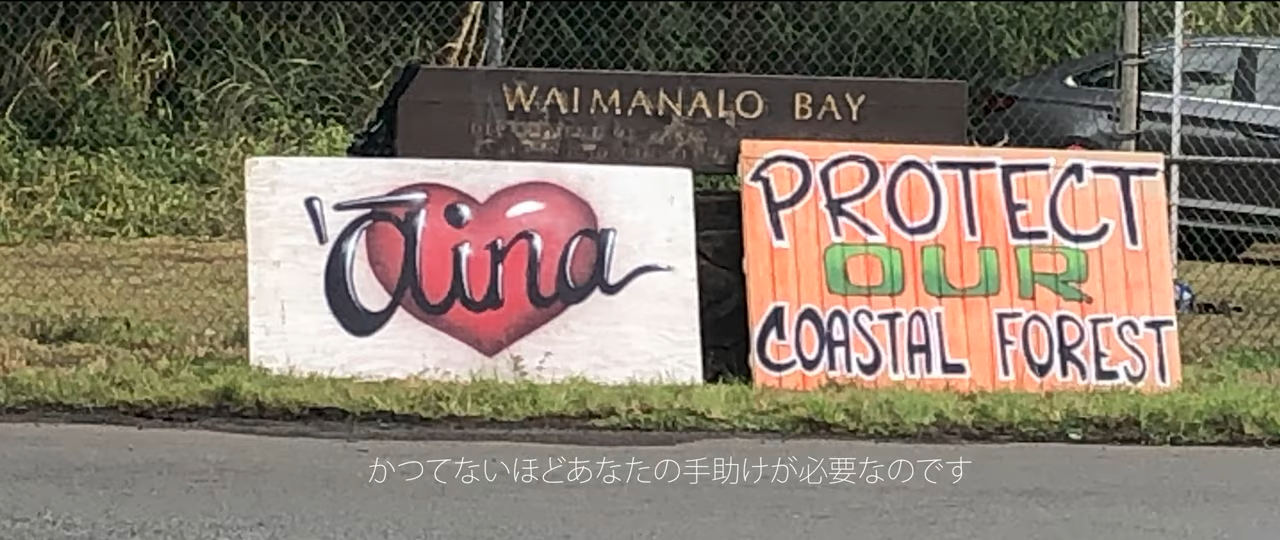 WAIMANALO BAY
'Āina
PROTECT
OUR
COASTAL FOREST
かつてないほどあなたの手助けが必要なのです